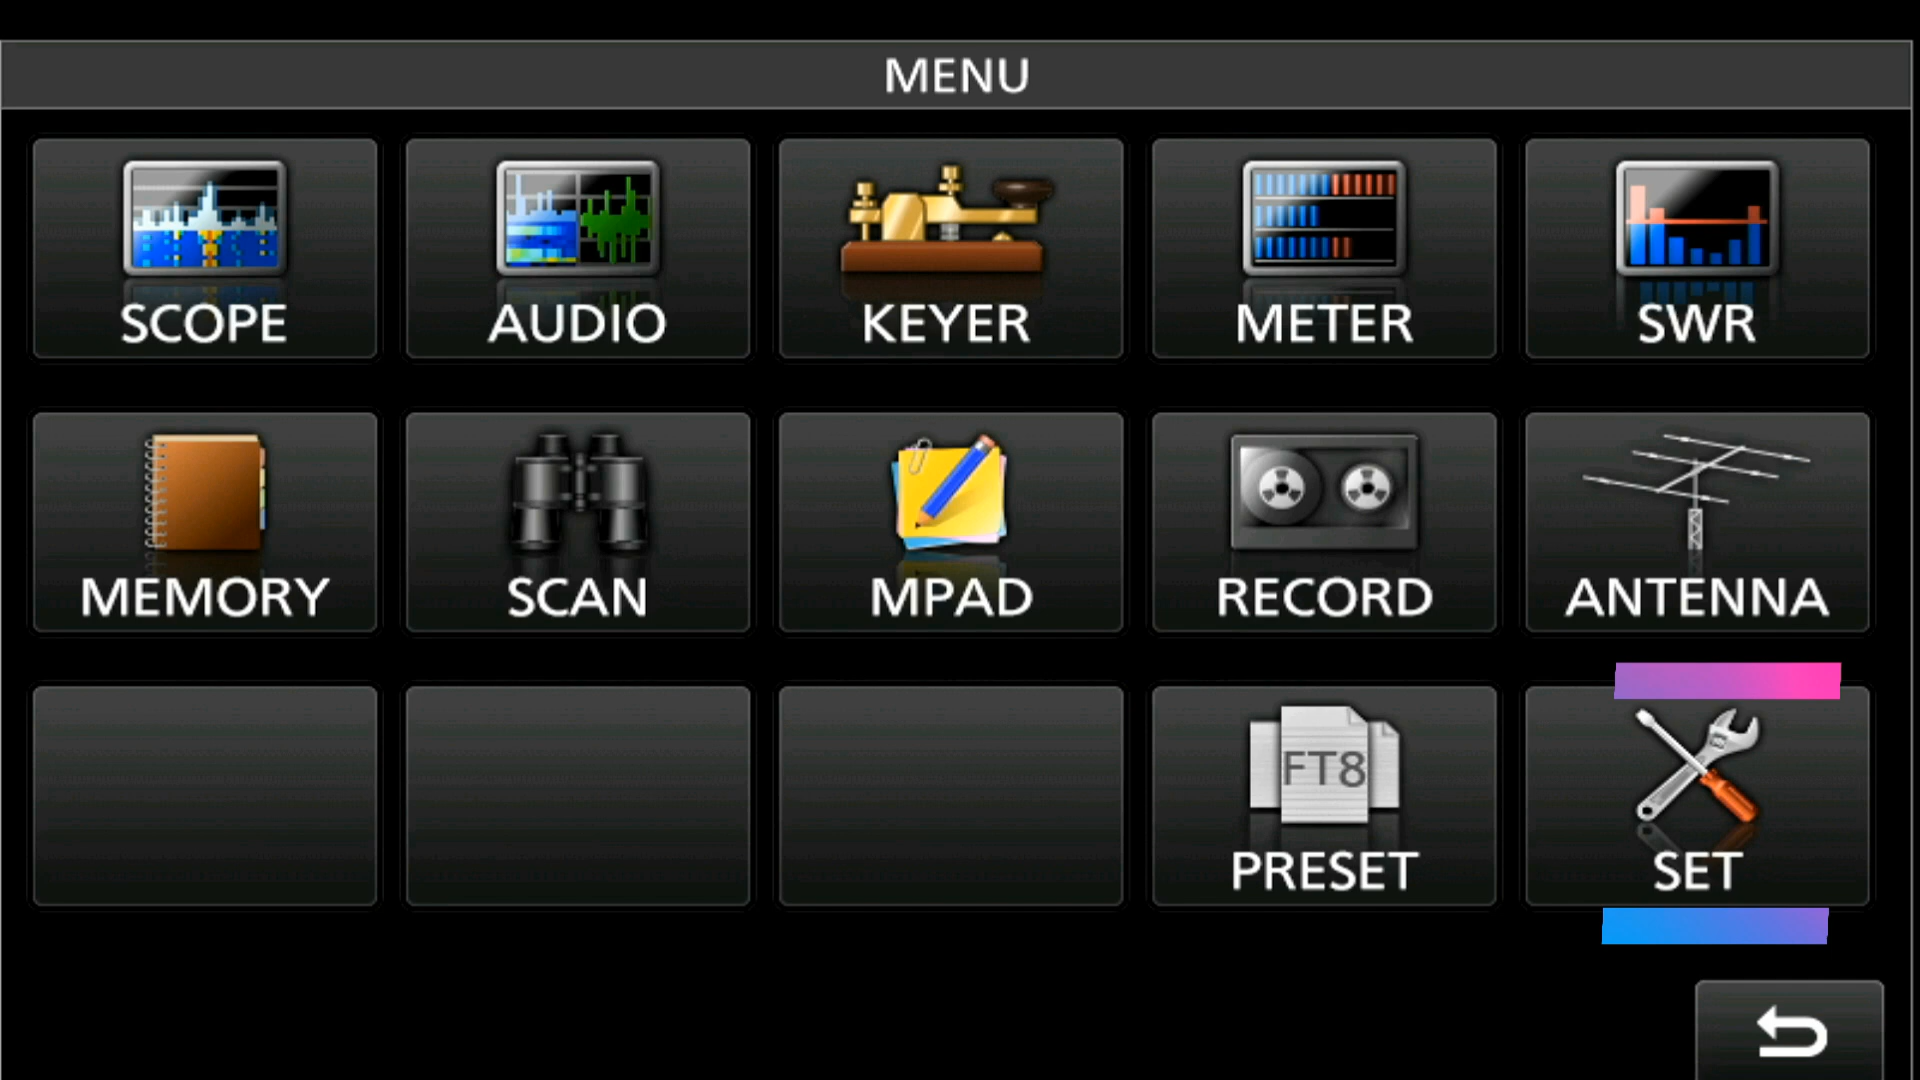 MENU
SCOPE
AUDIO
KEYER
METER
SWR
MEMORY
SCAN
MPAD
RECORD
ANTENNA
FT8
PRESET
SET